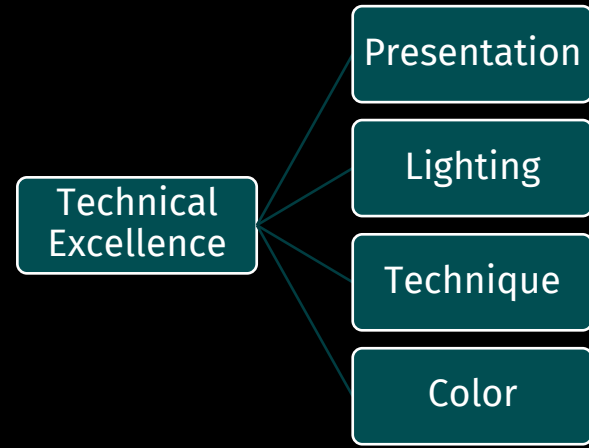 Technical
Excellence
Presentation
Lighting
Technique
Color